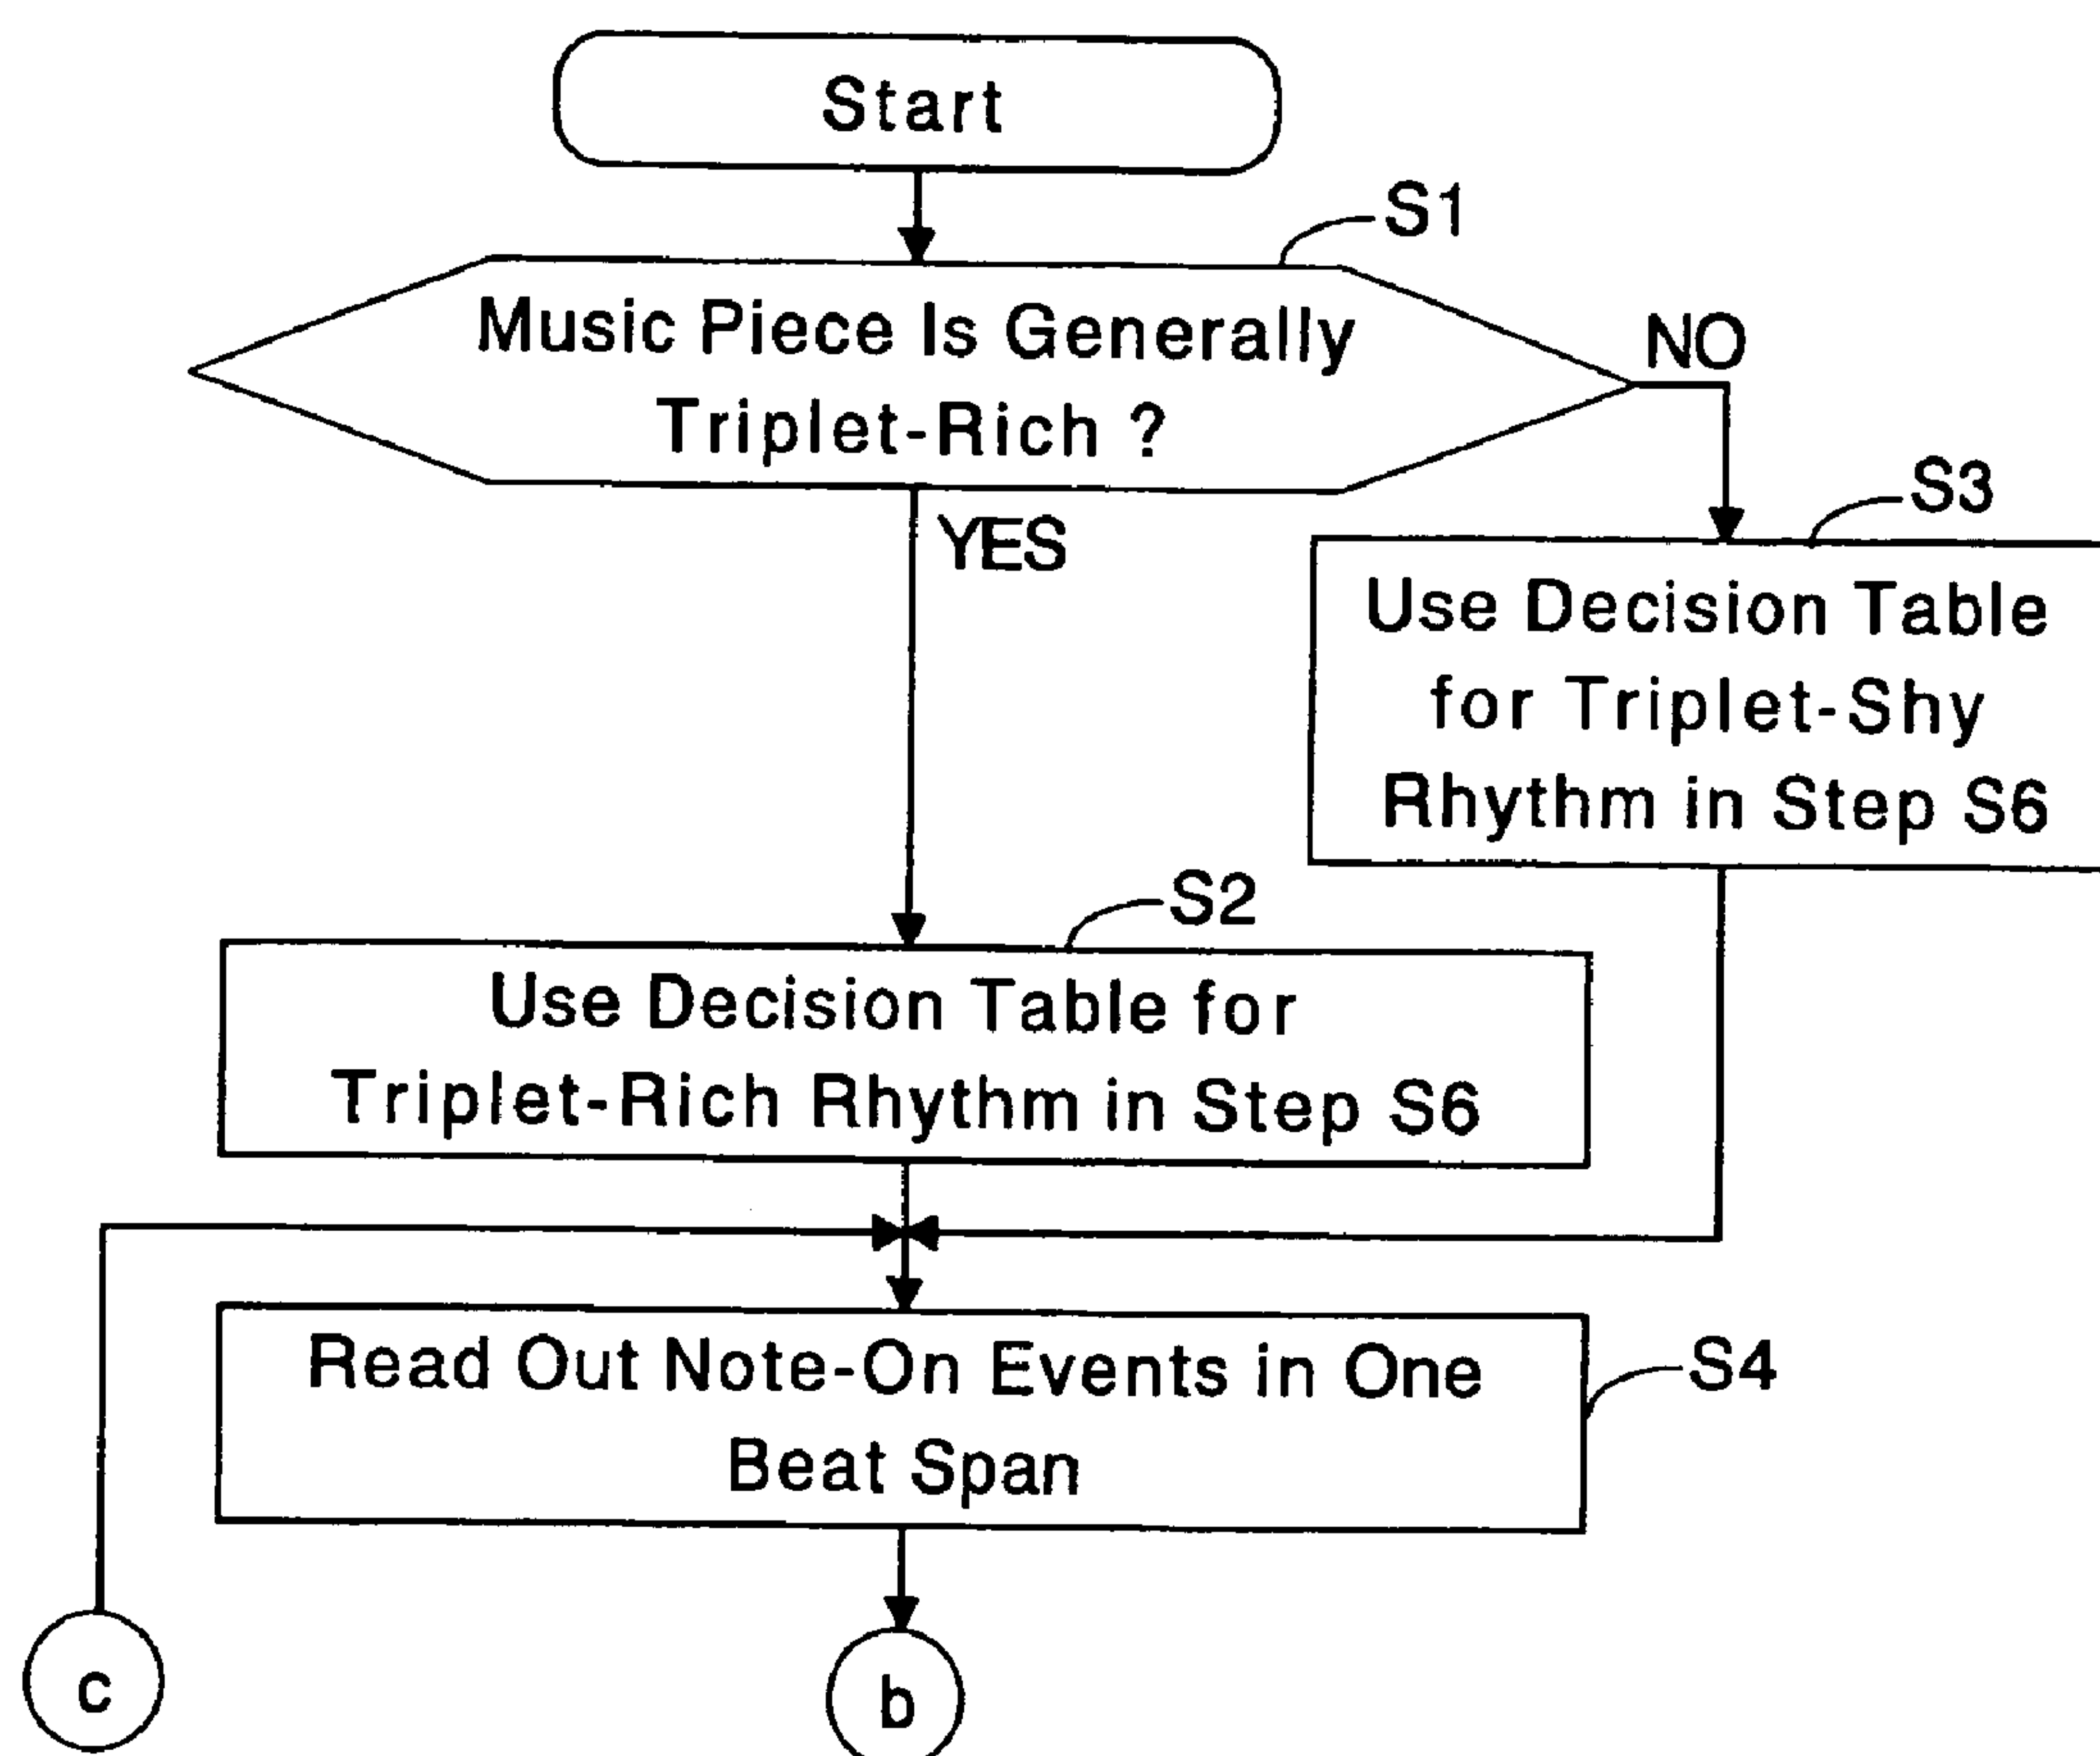 Start
S1
Music Piece Is Generally
Triplet-Rich ?
NO
YES
S3
Use Decision Table
for Triplet-Shy
Rhythm in Step S6
S2
Use Decision Table for
Triplet-Rich Rhythm in Step S6
Read Out Note-On Events in One
Beat Span
S4
c
b